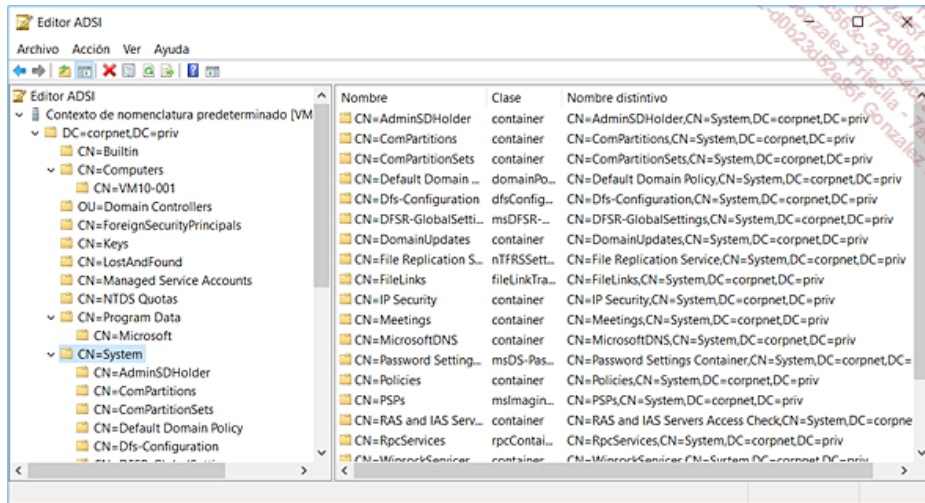 Editor ADSI
Archivo Acción Ver Ayuda
Editor ADSI
Contexto de nomenclatura predeterminado [VM
DC=corpnet,DC=priv
CN=Builtin
CN=Computers
CN=VM10-001
OU=Domain Controllers
CN=ForeignSecurityPrincipals
CN=Keys
CN=LostAndFound
CN=Managed Service Accounts
CN=NTDS Quotas
CN=Program Data
CN=Microsoft
CN=System
CN=AdminSDHolder
CN=ComPartitions
CN=ComPartitionSets
CN=Default Domain Policy
CN=Dfs-Configuration
Nombre Clase Nombre distintivo
CN=AdminSDHolder container CN=AdminSDHolder,CN=System,DC=corpnet,DC=priv
CN=ComPartitions container CN=ComPartitions,CN=System,DC=corpnet,DC=priv
CN=ComPartitionSets container CN=ComPartitionSets,CN=System,DC=corpnet,DC=priv
CN=Default Domain ... domainPo... CN=Default Domain Policy,CN=System,DC=corpnet,DC=priv
CN=Dfs-Configuration dfsConfig... CN=Dfs-Configuration,CN=System,DC=corpnet,DC=priv
CN=DFSR-GlobalSetti... msDFSR-... CN=DFSR-GlobalSettings,CN=System,DC=corpnet,DC=priv
CN=DomainUpdates container CN=DomainUpdates,CN=System,DC=corpnet,DC=priv
CN=File Replication S... nTFRSSett... CN=File Replication Service,CN=System,DC=corpnet,DC=priv
CN=FileLinks fileLinkTra... CN=FileLinks,CN=System,DC=corpnet,DC=priv
CN=IP Security container CN=IP Security,CN=System,DC=corpnet,DC=priv
CN=Meetings container CN=Meetings,CN=System,DC=corpnet,DC=priv
CN=MicrosoftDNS container CN=MicrosoftDNS,CN=System,DC=corpnet,DC=priv
CN=Password Setting... msDS-Pas... CN=Password Settings Container,CN=System,DC=corpnet,DC=
CN=Policies container CN=Policies,CN=System,DC=corpnet,DC=priv
CN=PSPs msImagin... CN=PSPs,CN=System,DC=corpnet,DC=priv
CN=RAS and IAS Serv... container CN=RAS and IAS Servers Access Check,CN=System,DC=corpne
CN=RpcServices rpcContai... CN=RpcServices,CN=System,DC=corpnet,DC=priv
CN=WinsockServices container CN=WinsockServices,CN=System,DC=corpnet,DC=priv